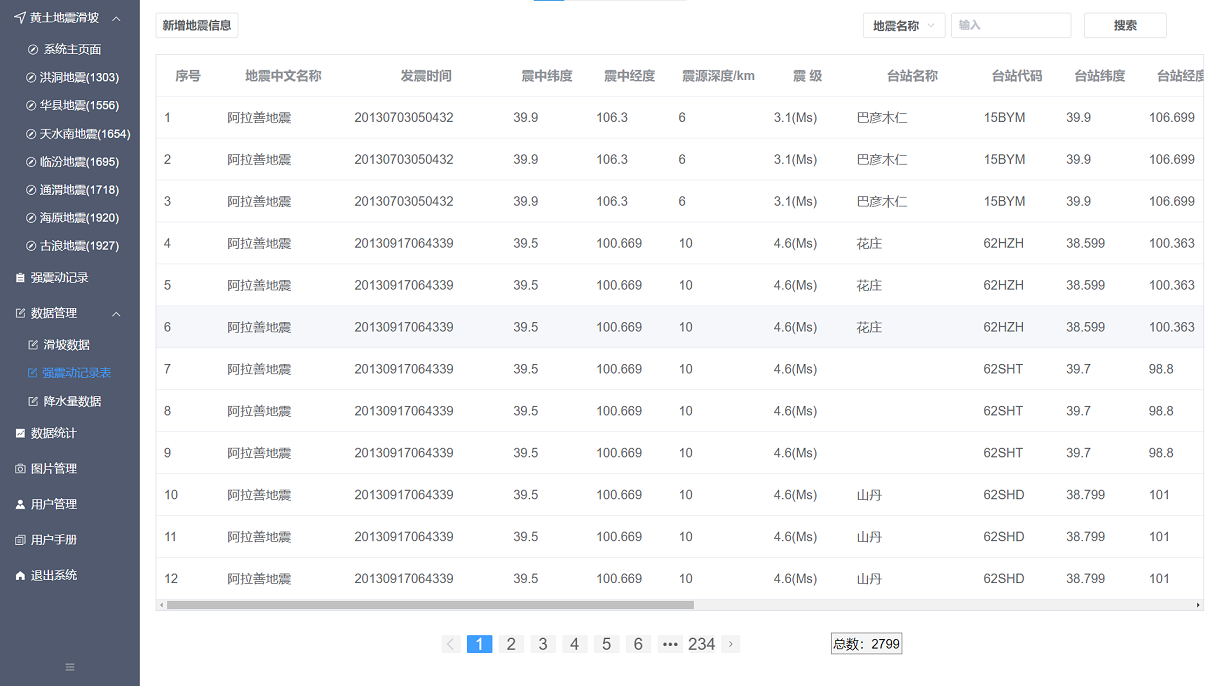 黄土地震滑坡
系统主页面
洪洞地震(1303)
华县地震(1556)
天水南地震(1654)
临汾地震(1695)
通渭地震(1718)
海原地震(1920)
古浪地震(1927)
强震动记录
数据管理
滑坡数据
强震动记录表
降水量数据
数据统计
图片管理
用户管理
用户手册
退出系统
新增地震信息 地震名称 输入 搜索
序号 地震中文名称 发震时间 震中纬度 震中经度 震源深度/km 震 级 台站名称 台站代码 台站纬度 台站经度
1 阿拉善地震 20130703050432 39.9 106.3 6 3.1(Ms) 巴彦木仁 15BYM 39.9 106.699
2 阿拉善地震 20130703050432 39.9 106.3 6 3.1(Ms) 巴彦木仁 15BYM 39.9 106.699
3 阿拉善地震 20130703050432 39.9 106.3 6 3.1(Ms) 巴彦木仁 15BYM 39.9 106.699
4 阿拉善地震 20130917064339 39.5 100.669 10 4.6(Ms) 花庄 62HZH 38.599 100.363
5 阿拉善地震 20130917064339 39.5 100.669 10 4.6(Ms) 花庄 62HZH 38.599 100.363
6 阿拉善地震 20130917064339 39.5 100.669 10 4.6(Ms) 花庄 62HZH 38.599 100.363
7 阿拉善地震 20130917064339 39.5 100.669 10 4.6(Ms) 62SHT 39.7 98.8
8 阿拉善地震 20130917064339 39.5 100.669 10 4.6(Ms) 62SHT 39.7 98.8
9 阿拉善地震 20130917064339 39.5 100.669 10 4.6(Ms) 62SHT 39.7 98.8
10 阿拉善地震 20130917064339 39.5 100.669 10 4.6(Ms) 山丹 62SHD 38.799 101
11 阿拉善地震 20130917064339 39.5 100.669 10 4.6(Ms) 山丹 62SHD 38.799 101
12 阿拉善地震 20130917064339 39.5 100.669 10 4.6(Ms) 山丹 62SHD 38.799 101
1 2 3 4 5 6 ••• 234 总数：2799